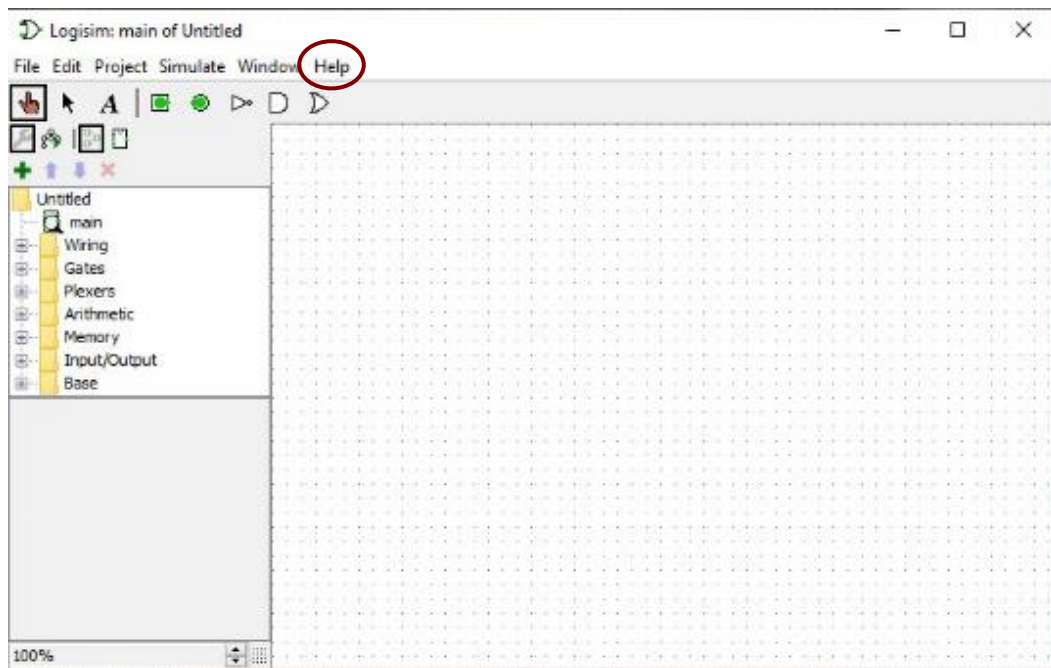 Logisim: main of Untitled
File Edit Project Simulate Window Help
A
Untitled
main
Wiring
Gates
Plexers
Arithmetic
Memory
Input/Output
Base
100%